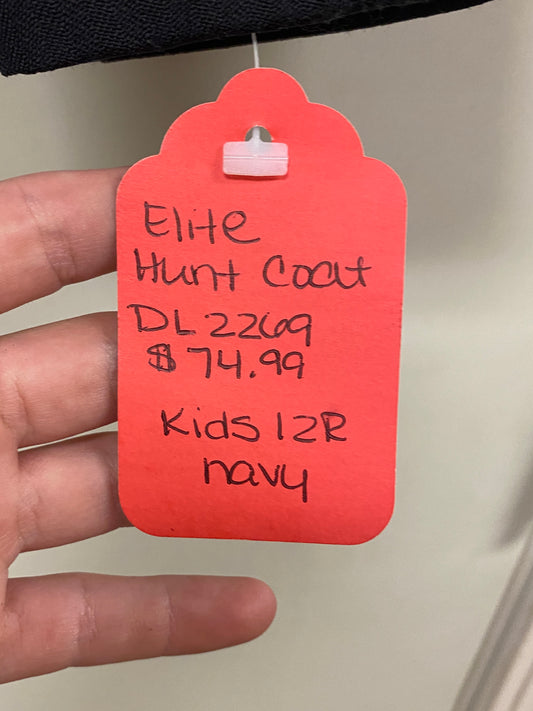 Elite
Hunt Coat
DL2269
$74.99
Kids 12R
navy